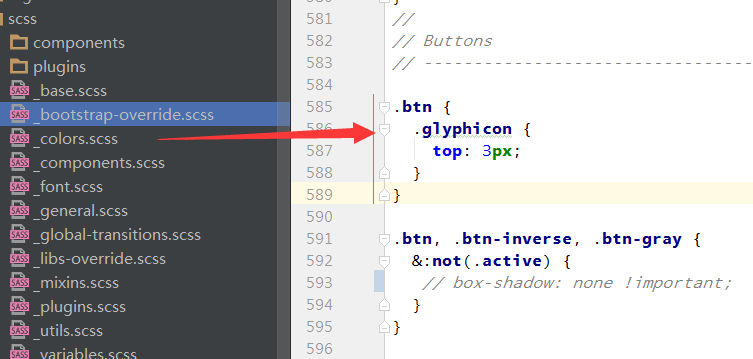 scss
components
plugins
_base.scss
_bootstrap-override.scss
_colors.scss
_components.scss
_font.scss
_general.scss
_global-transitions.scss
_libs-override.scss
_mixins.scss
_plugins.scss
_utils.scss
_variables.scss
581 //
582 // Buttons
583 // --------------------------------
584
585 .btn {
586 .glyphicon {
587 top: 3px;
588 }
589 }
590
591 .btn, .btn-inverse, .btn-gray {
592 &:not(.active) {
593 // box-shadow: none !important;
594 }
595 }
596